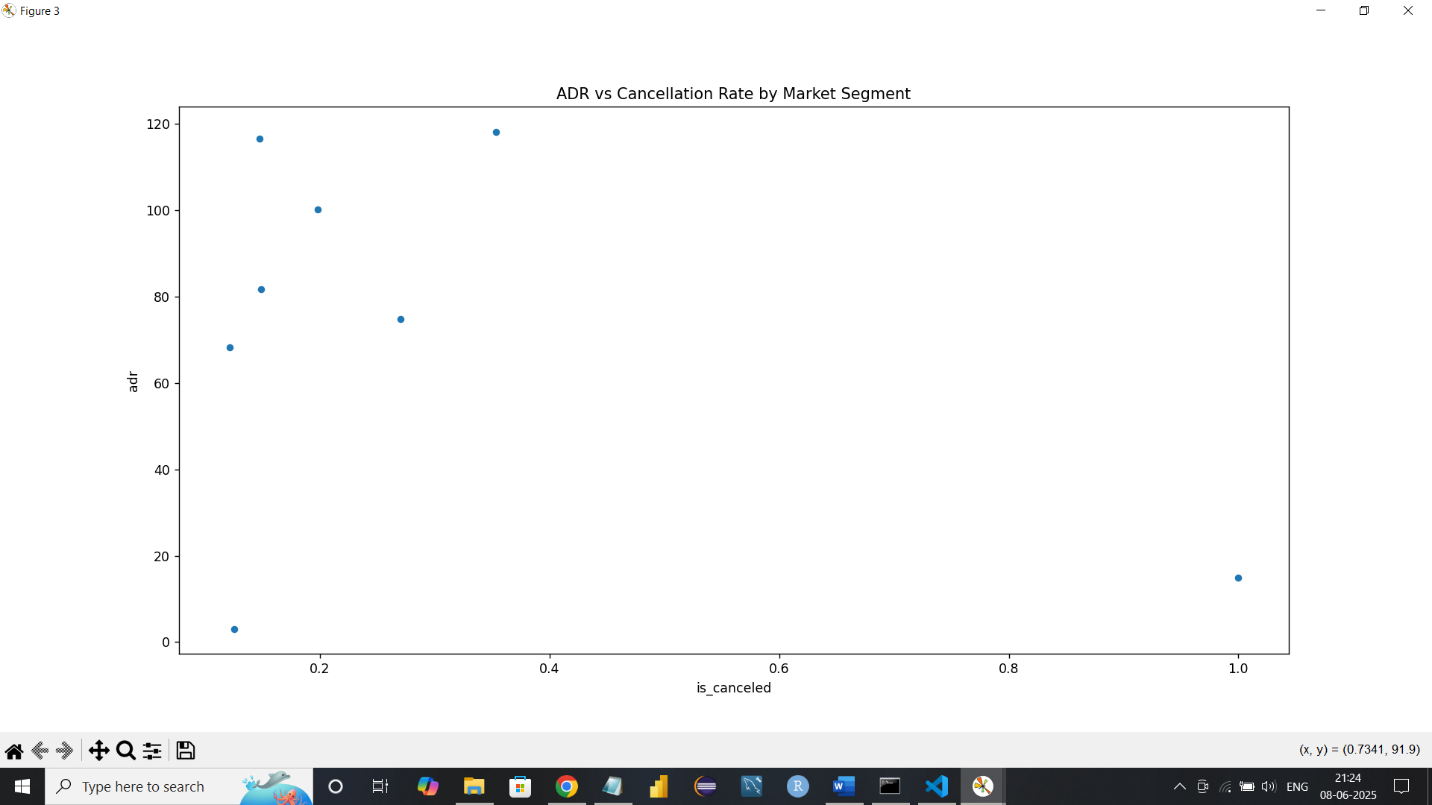 Figure 3
ADR vs Cancellation Rate by Market Segment
120
100
80
60
40
20
0
adr
0.2 0.4 0.6 0.8 1.0
is_canceled
(x, y) = (0.7341, 91.9)
Type here to search
R
W
ENG
21:24
08-06-2025